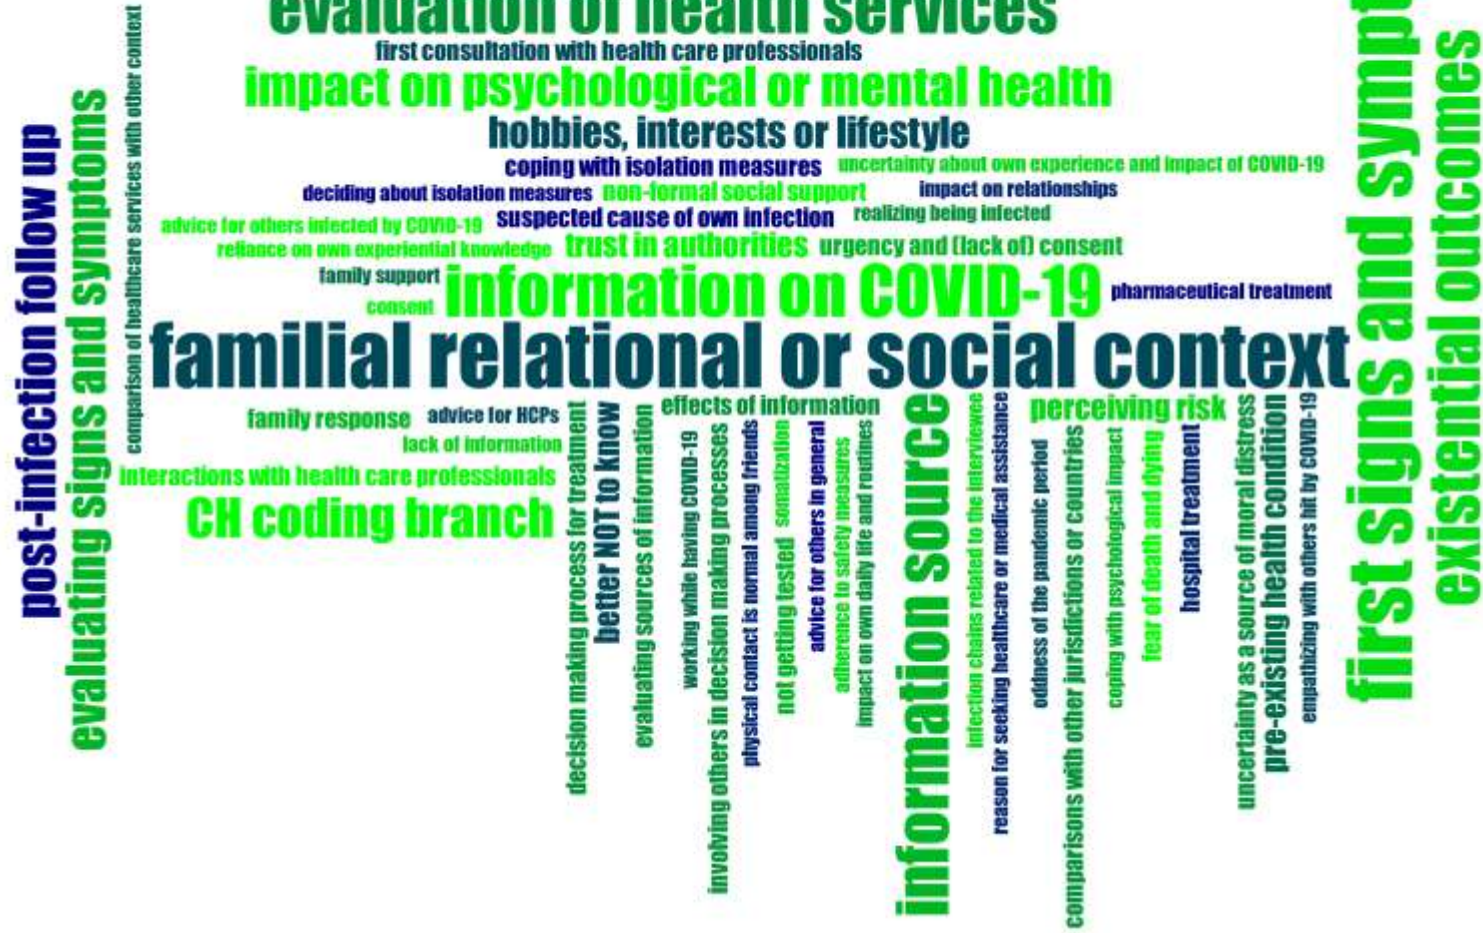 evaluation of health services
first consultation with health care professionals
impact on psychological or mental health
hobbies, interests or lifestyle
coping with isolation measures
uncertainty about own experience and impact of COVID-19
deciding about isolation measures
non-formal social support
impact on relationships
advice for others infected by COVID-19
suspected cause of own infection
realizing being infected
reliance on own experiential knowledge
trust in authorities
urgency and (lack of) consent
family support
information on COVID-19
pharmaceutical treatment
consent
familial relational or social context
family response
advice for HCPs
effects of information
perceiving risk
lack of information
interactions with health care professionals
CH coding branch
post-infection follow up
evaluating signs and symptoms
comparison of healthcare services with other context
decision making process for treatment
better NOT to know
evaluating sources of information
working while having COVID-19
involving others in decision making processes
physical contact is normal among friends
not getting tested
somatization
advice for others in general
adherence to safety measures
impact on own daily life and routines
information source
infection chains related to the interviewee
reason for seeking healthcare or medical assistance
oddness of the pandemic period
comparisons with other jurisdictions or countries
coping with psychological impact
fear of death and dying
hospital treatment
uncertainty as a source of moral distress
pre-existing health condition
empathizing with others hit by COVID-19
first signs and sympt
existential outcomes